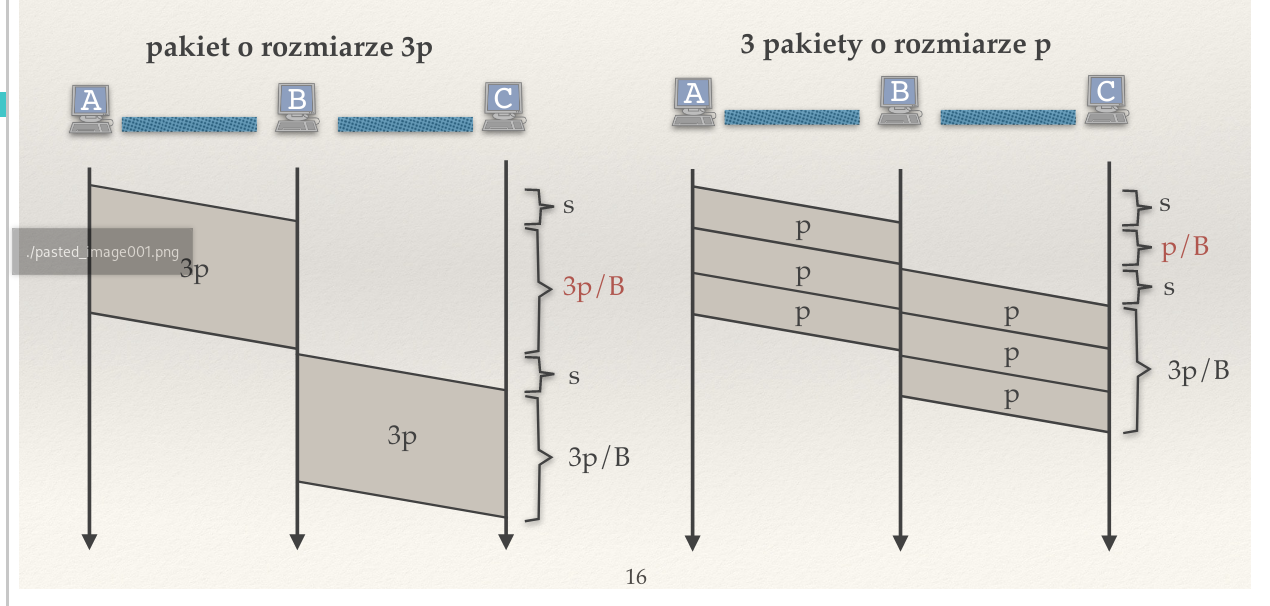 pakiet o rozmiarze 3p
A
B
C
s
3p/B
s
3p/B
3p
3p
./pasted_image001.png
3 pakiety o rozmiarze p
A
B
C
s
p/B
s
3p/B
p
p
p
p
p
p
16